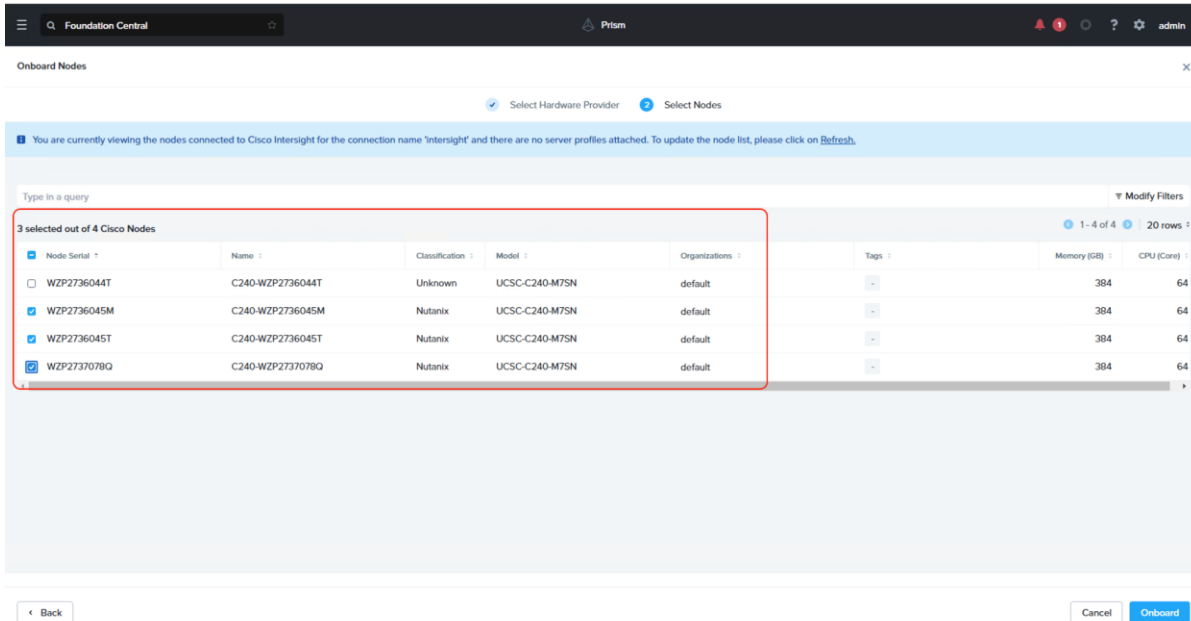 Foundation Central
Prism
1
?
admin
Onboard Nodes
×
Select Hardware Provider
2 Select Nodes
You are currently viewing the nodes connected to Cisco Intersight for the connection name 'intersight' and there are no server profiles attached. To update the node list, please click on Refresh.
Type in a query
Modify Filters
3 selected out of 4 Cisco Nodes
1 - 4 of 4
20 rows
Node Serial Name Classification Model Organizations Tags Memory (GB) CPU (Core)
WZP2736044T C240-WZP2736044T Unknown UCSC-C240-M7SN default - 384 64
WZP2736045M C240-WZP2736045M Nutanix UCSC-C240-M7SN default - 384 64
WZP2736045T C240-WZP2736045T Nutanix UCSC-C240-M7SN default - 384 64
WZP2737078Q C240-WZP2737078Q Nutanix UCSC-C240-M7SN default - 384 64
Back
Cancel
Onboard